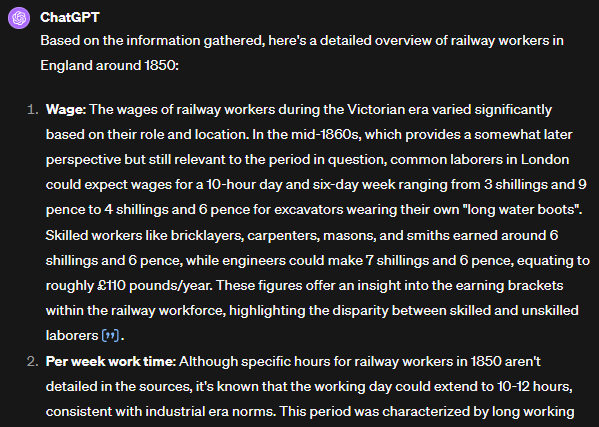 ChatGPT
Based on the information gathered, here's a detailed overview of railway workers in
England around 1850:
1. Wage: The wages of railway workers during the Victorian era varied significantly
based on their role and location. In the mid-1860s, which provides a somewhat later
perspective but still relevant to the period in question, common laborers in London
could expect wages for a 10-hour day and six-day week ranging from 3 shillings and 9
pence to 4 shillings and 6 pence for excavators wearing their own "long water boots".
Skilled workers like bricklayers, carpenters, masons, and smiths earned around 6
shillings and 6 pence, while engineers could make 7 shillings and 6 pence, equating to
roughly £110 pounds/year. These figures offer an insight into the earning brackets
within the railway workforce, highlighting the disparity between skilled and unskilled
laborers ["].
2. Per week work time: Although specific hours for railway workers in 1850 aren't
detailed in the sources, it's known that the working day could extend to 10-12 hours,
consistent with industrial era norms. This period was characterized by long working